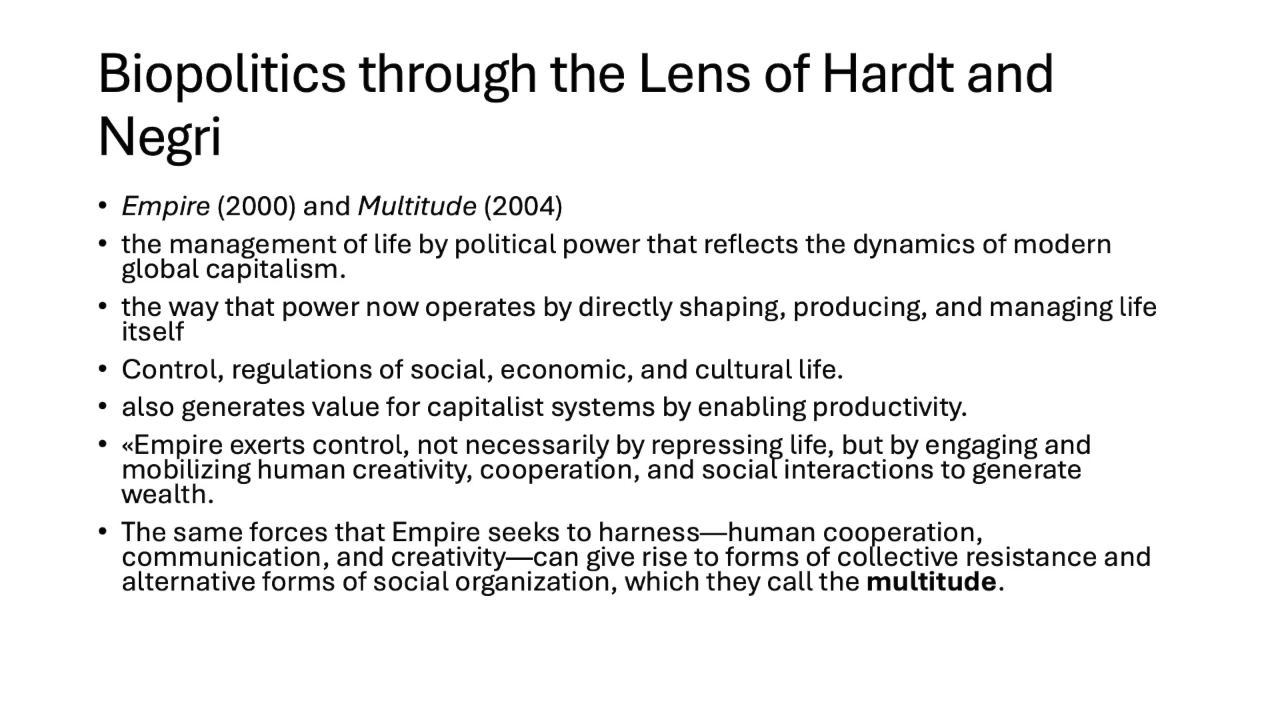 Biopolitics through the Lens of Hardt and
Negri
• Empire (2000) and Multitude (2004)
• the management of life by political power that reflects the dynamics of modern
global capitalism.
• the way that power now operates by directly shaping, producing, and managing life
itself
• Control, regulations of social, economic, and cultural life.
• also generates value for capitalist systems by enabling productivity.
• «Empire exerts control, not necessarily by repressing life, but by engaging and
mobilizing human creativity, cooperation, and social interactions to generate
wealth.
• The same forces that Empire seeks to harness—human cooperation,
communication, and creativity—can give rise to forms of collective resistance and
alternative forms of social organization, which they call the multitude.